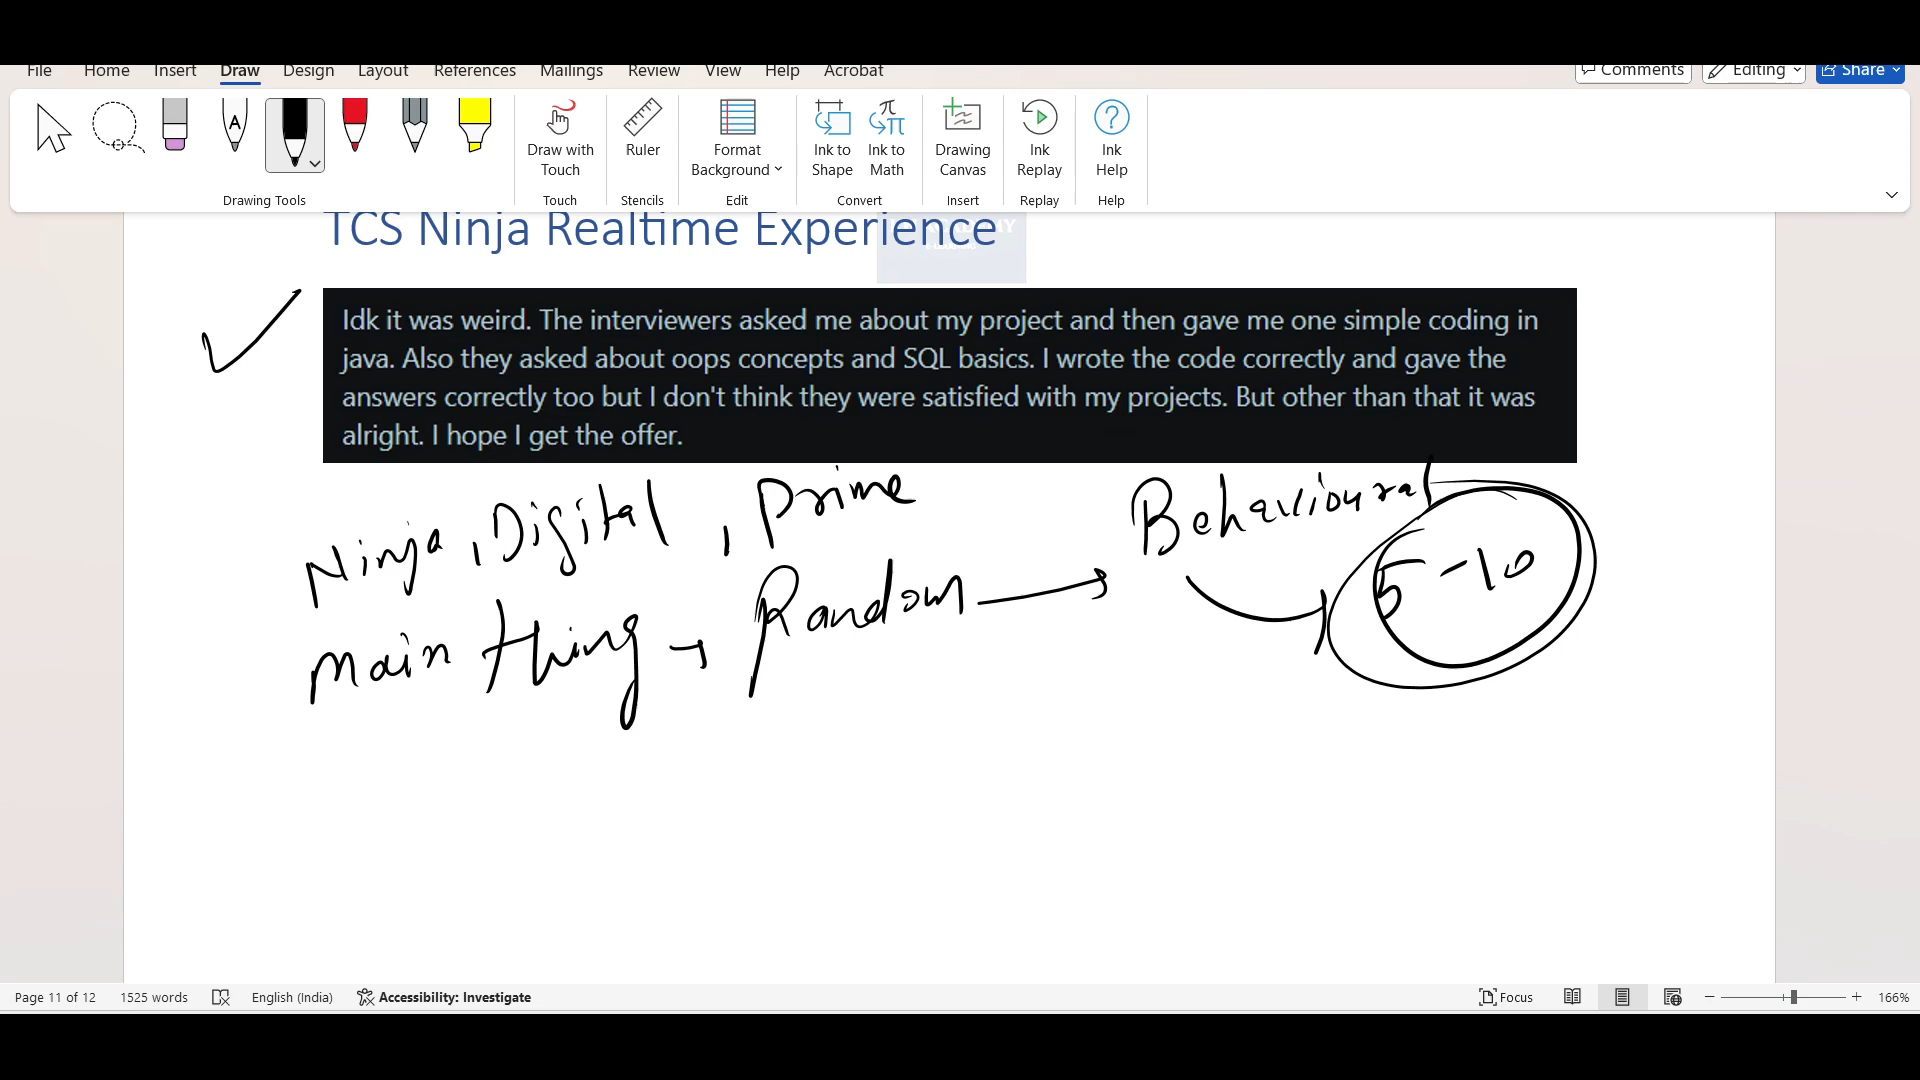 File Home Insert Draw Design Layout References Mailings Review View Help Acrobat Comments Editing Share
A
Draw with Touch
Ruler
Format Background
Ink to Shape
Ink to Math
Drawing Canvas
Ink Replay
Ink Help
Drawing Tools Touch Stencils Edit Convert Insert Replay Help
TCS Ninja Realtime Experience
Idk it was weird. The interviewers asked me about my project and then gave me one simple coding in
java. Also they asked about oops concepts and SQL basics. I wrote the code correctly and gave the
answers correctly too but I don't think they were satisfied with my projects. But other than that it was
alright. I hope I get the offer.
Ninja, Digital, Prime
Behavioural
main thing → Random
5-10
Page 11 of 12 1525 words English (India) Accessibility: Investigate Focus 166%